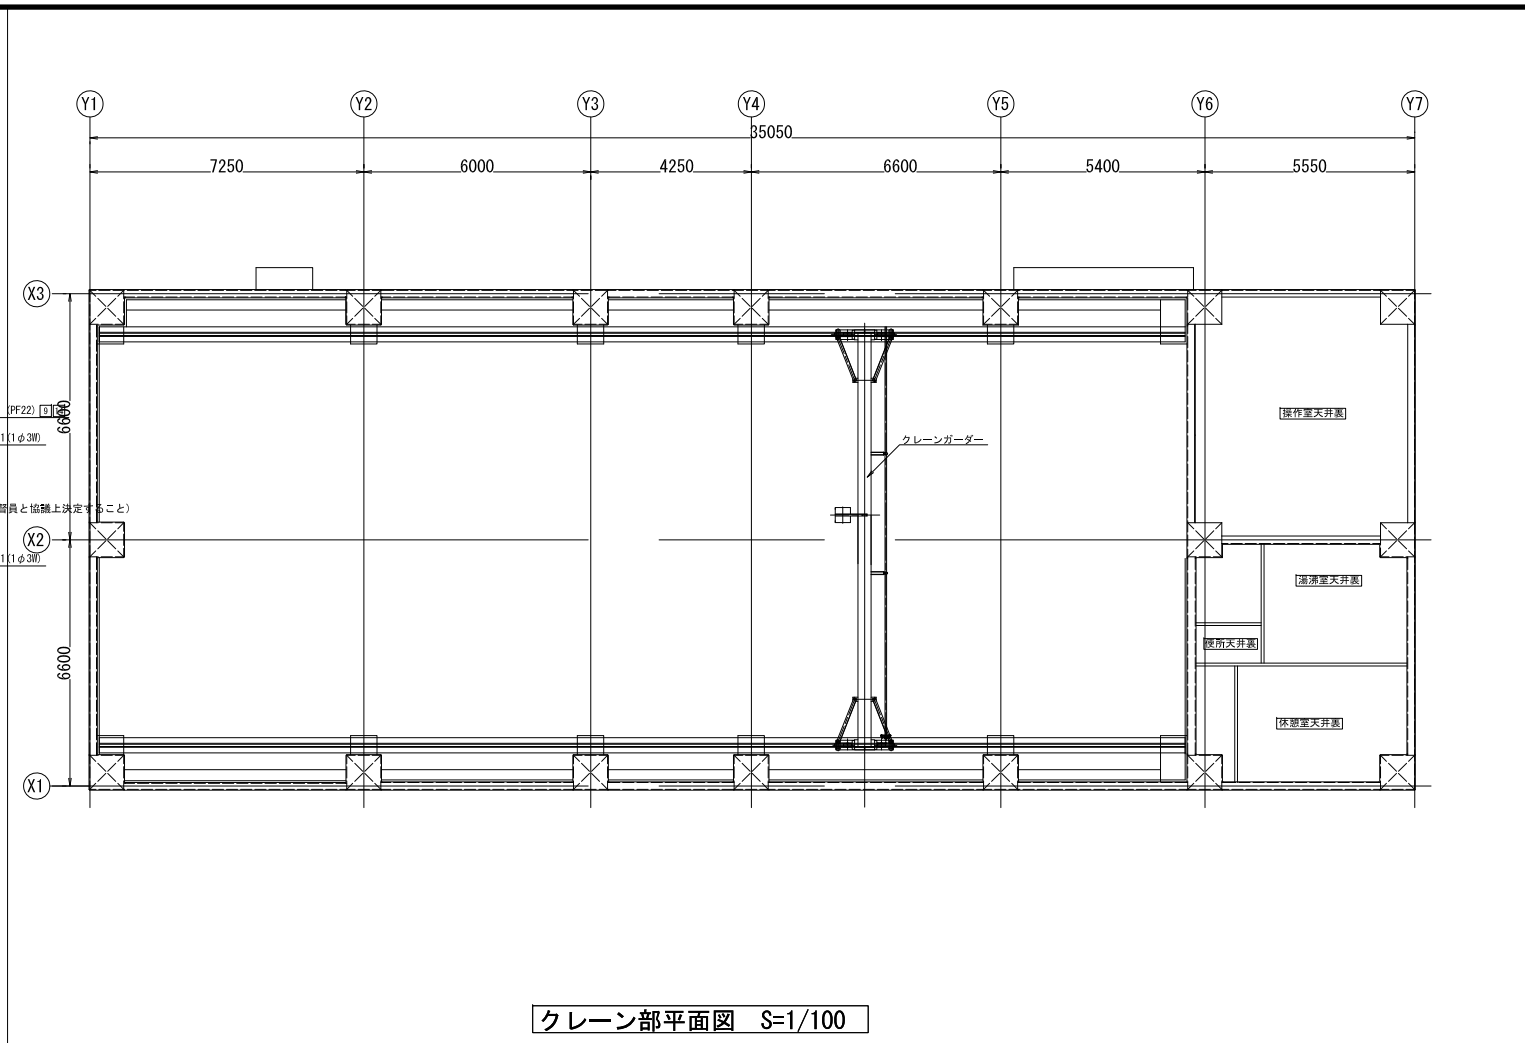 Y1 Y2 Y3 Y4 Y5 Y6 Y7
35050
7250 6000 4250 6600 5400 5550
X3
(PF22) 9
6600
操作室天井裏
1(1φ3W)
クレーンガーダー
督員と協議上決定すること)
X2
1(1φ3W)
湯沸室天井裏
便所天井裏
6600
休憩室天井裏
X1
クレーン部平面図 S=1/100